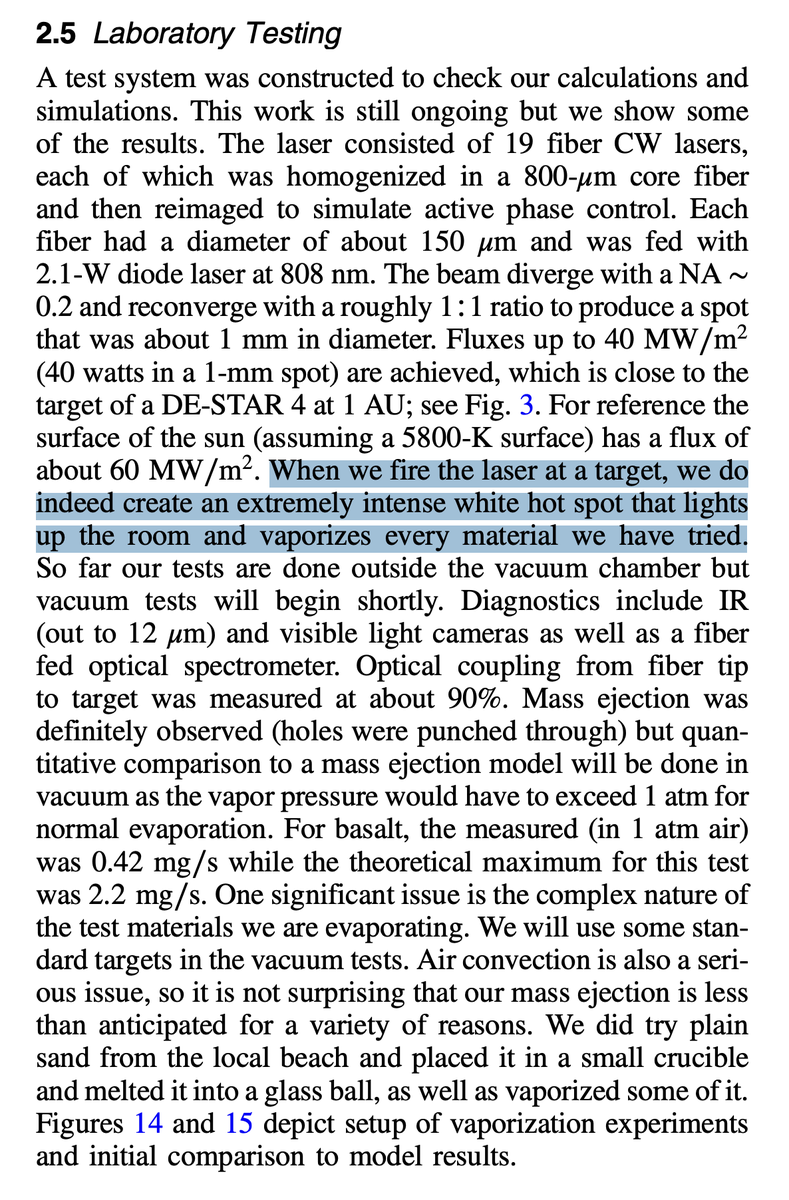 2.5 Laboratory Testing
A test system was constructed to check our calculations and
simulations. This work is still ongoing but we show some
of the results. The laser consisted of 19 fiber CW lasers,
each of which was homogenized in a 800-μm core fiber
and then reimaged to simulate active phase control. Each
fiber had a diameter of about 150 μm and was fed with
2.1-W diode laser at 808 nm. The beam diverge with a NA ~
0.2 and reconverge with a roughly 1∶1 ratio to produce a spot
that was about 1 mm in diameter. Fluxes up to 40 MW/m²
(40 watts in a 1-mm spot) are achieved, which is close to the
target of a DE-STAR 4 at 1 AU; see Fig. 3. For reference the
surface of the sun (assuming a 5800-K surface) has a flux of
about 60 MW/m². When we fire the laser at a target, we do
indeed create an extremely intense white hot spot that lights
up the room and vaporizes every material we have tried.
So far our tests are done outside the vacuum chamber but
vacuum tests will begin shortly. Diagnostics include IR
(out to 12 μm) and visible light cameras as well as a fiber
fed optical spectrometer. Optical coupling from fiber tip
to target was measured at about 90%. Mass ejection was
definitely observed (holes were punched through) but quan-
titative comparison to a mass ejection model will be done in
vacuum as the vapor pressure would have to exceed 1 atm for
normal evaporation. For basalt, the measured (in 1 atm air)
was 0.42 mg/s while the theoretical maximum for this test
was 2.2 mg/s. One significant issue is the complex nature of
the test materials we are evaporating. We will use some stan-
dard targets in the vacuum tests. Air convection is also a seri-
ous issue, so it is not surprising that our mass ejection is less
than anticipated for a variety of reasons. We did try plain
sand from the local beach and placed it in a small crucible
and melted it into a glass ball, as well as vaporized some of it.
Figures 14 and 15 depict setup of vaporization experiments
and initial comparison to model results.